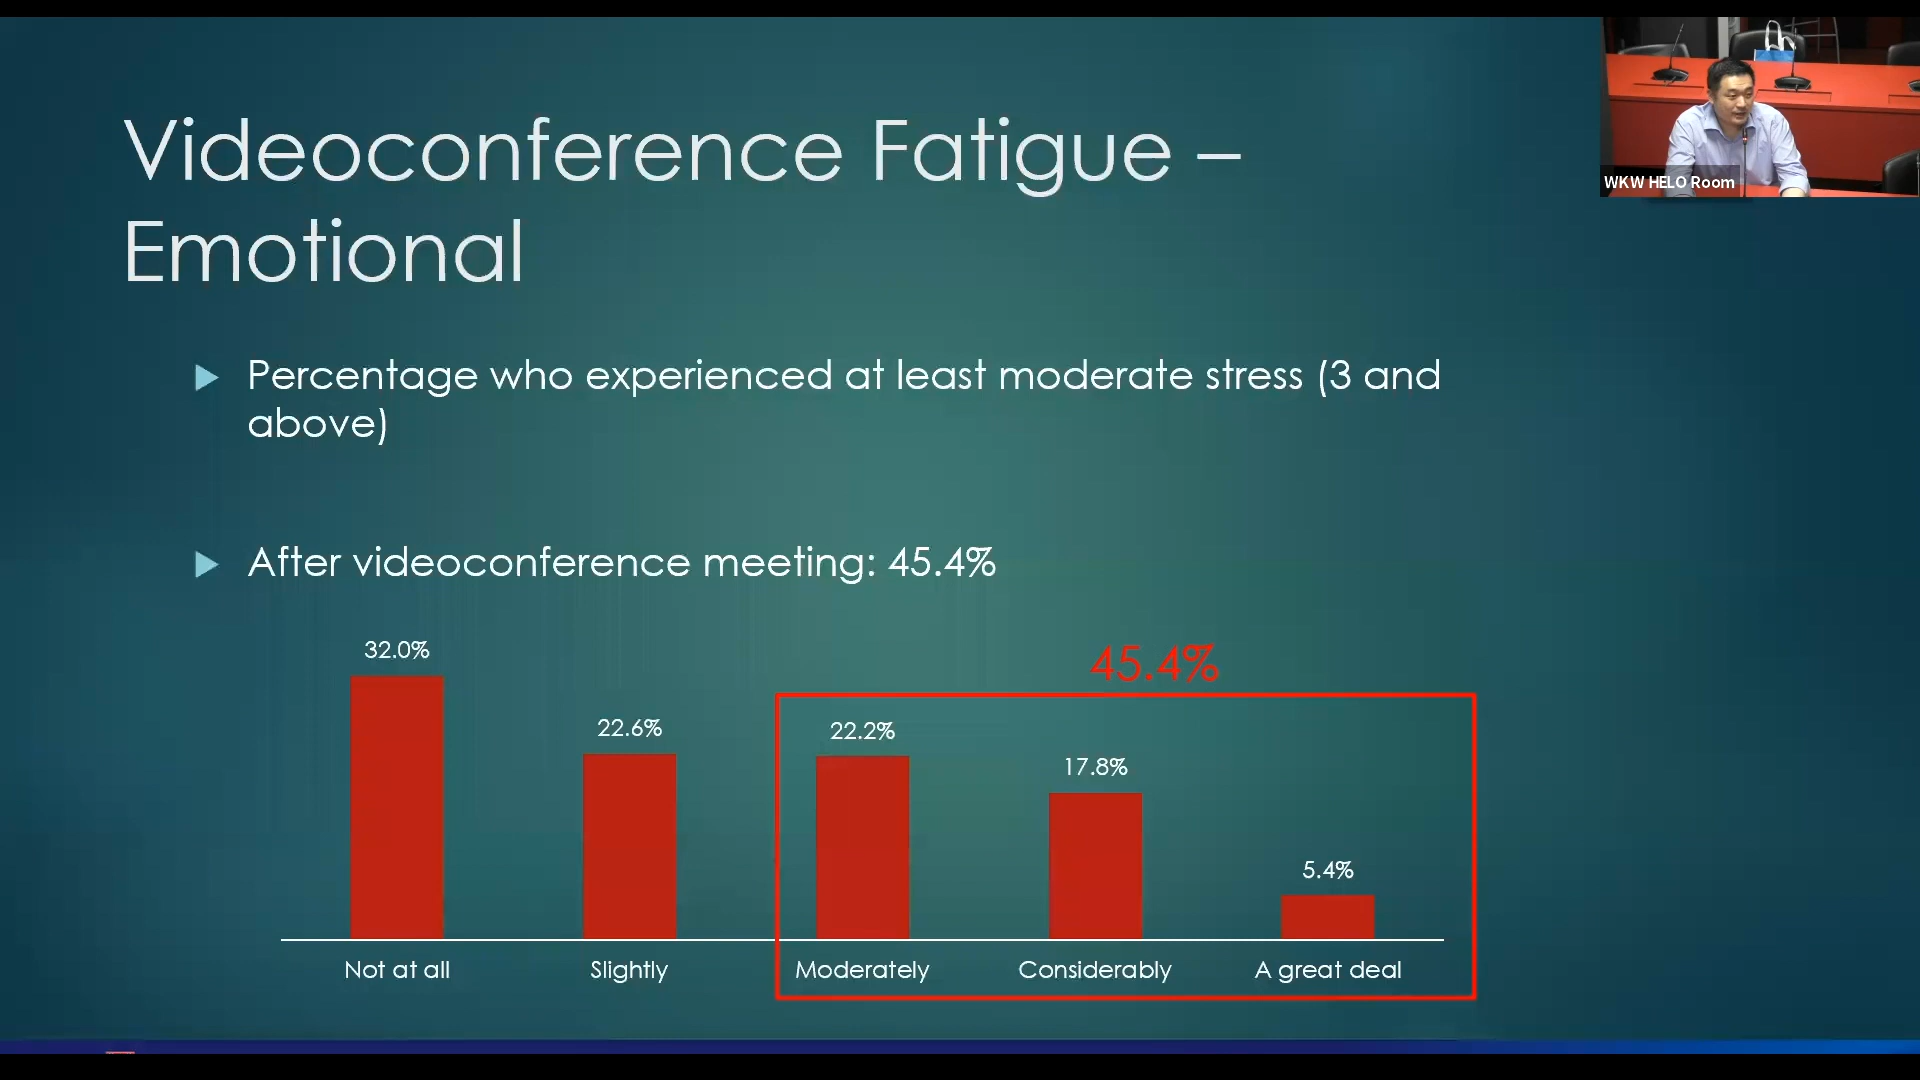 Videoconference Fatigue –
Emotional
WKW HELO Room
Percentage who experienced at least moderate stress (3 and
above)
After videoconference meeting: 45.4%
45.4%
32.0%
22.6%
22.2%
17.8%
5.4%
Not at all
Slightly
Moderately
Considerably
A great deal